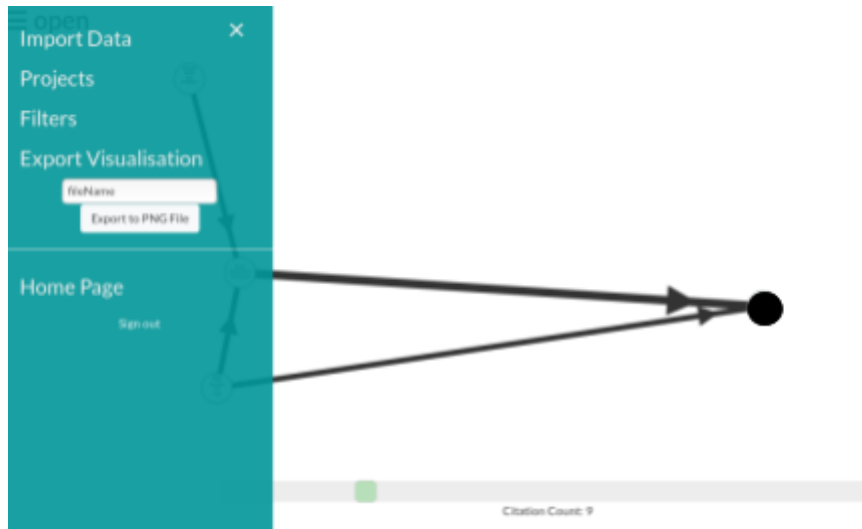 ☰ open
Import Data ×
Projects
Filters
Export Visualisation
fileName
Export to PNG File
Home Page
Sign out
Citation Count: 9